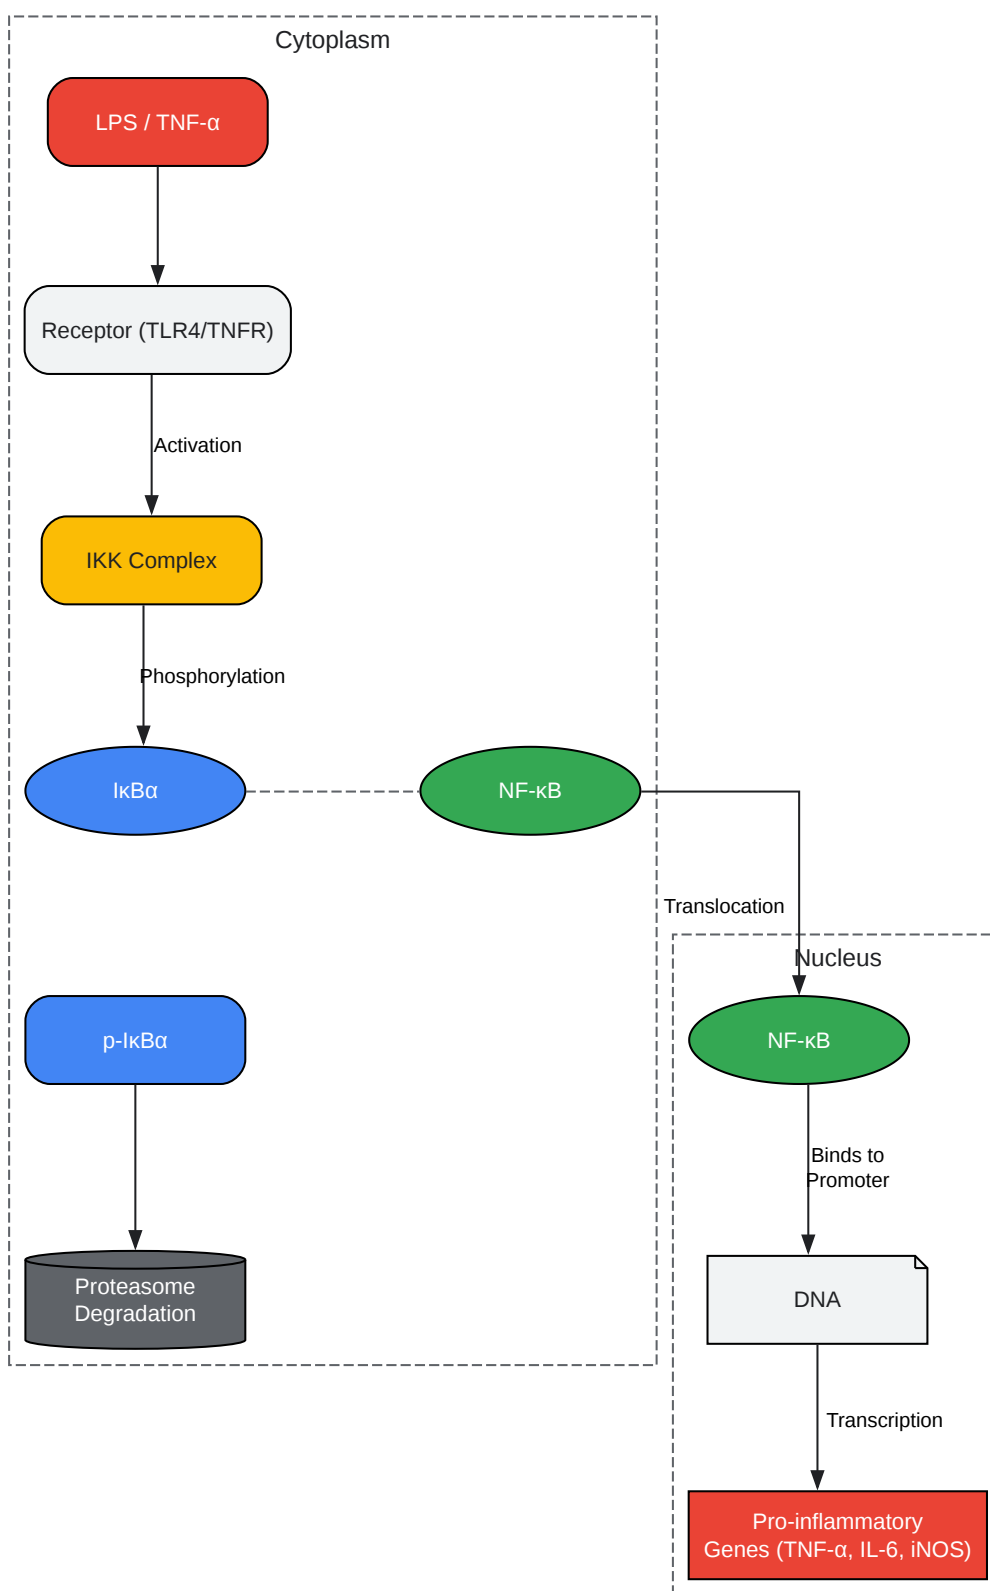 Cytoplasm
LPS / TNF-α
Receptor (TLR4/TNFR)
Activation
IKK Complex
Phosphorylation
IκBα
NF-κB
Translocation
Nucleus
p-IκBα
NF-κB
Binds to
Promoter
Proteasome
Degradation
DNA
Transcription
Pro-inflammatory
Genes (TNF-α, IL-6, iNOS)